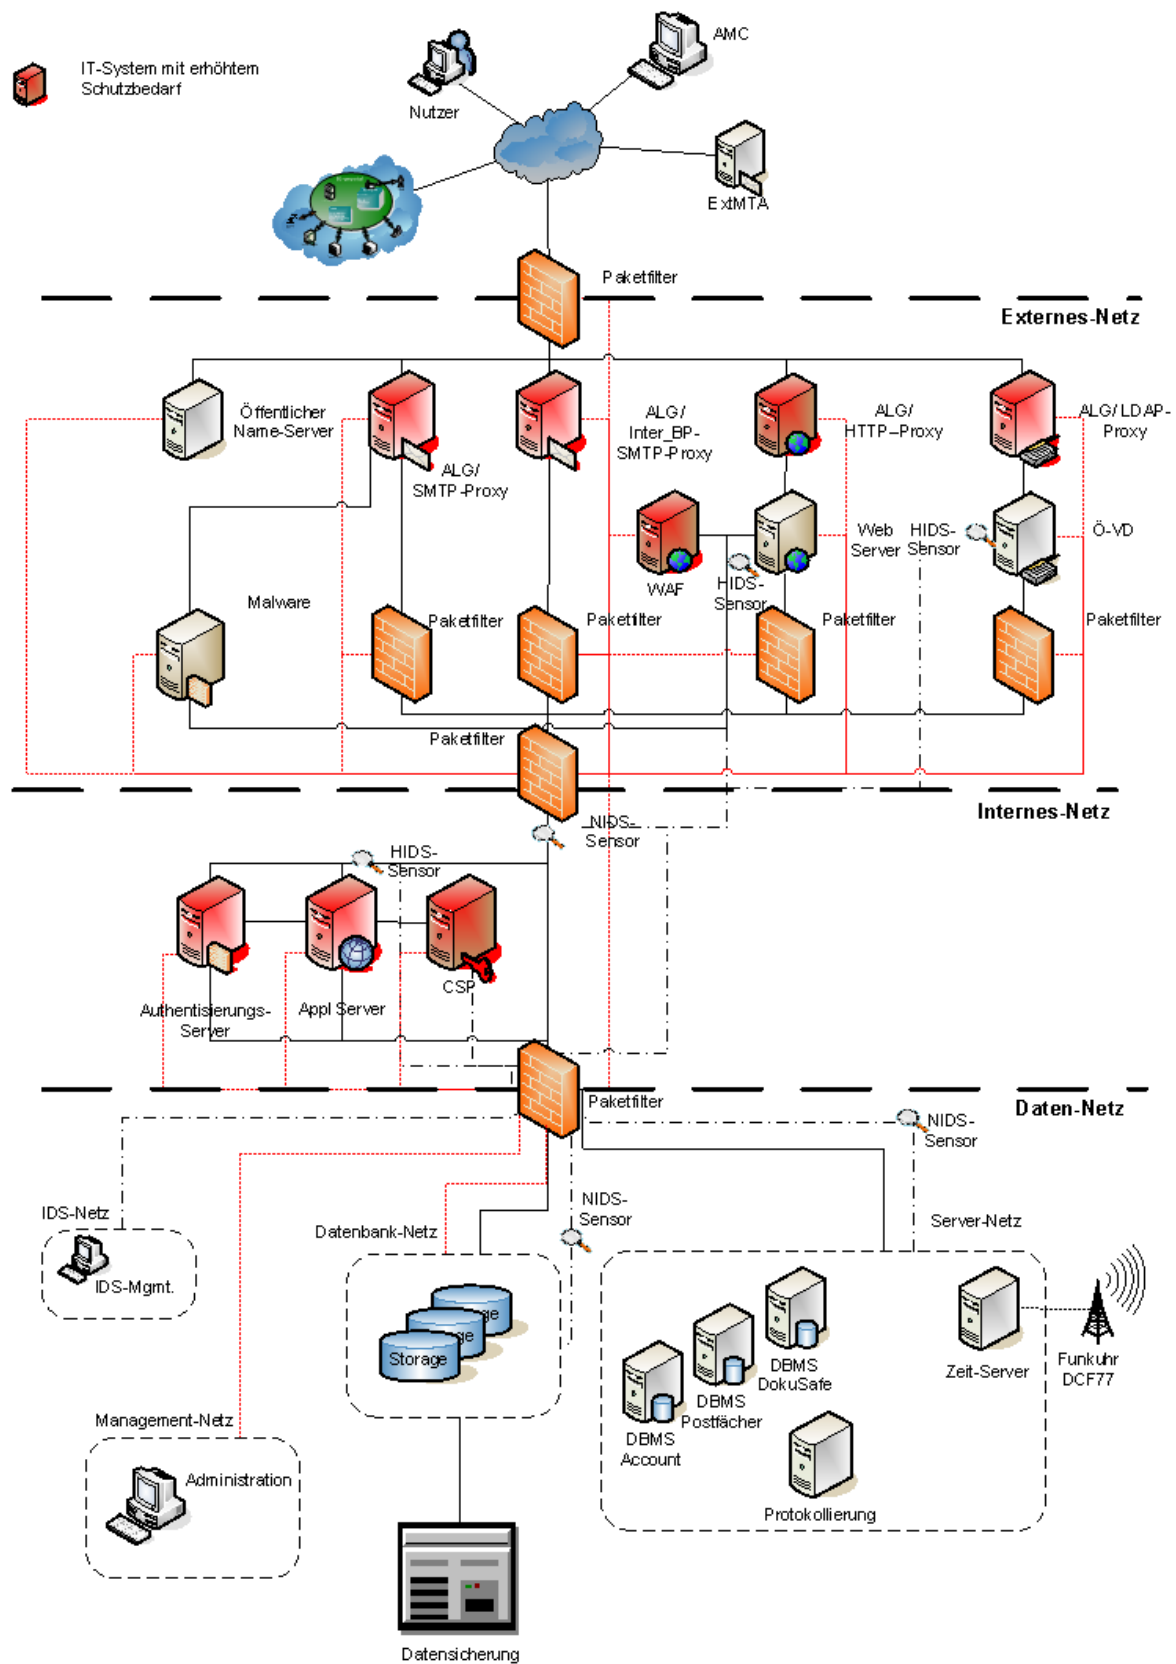 AMC
IT-System mit erhöhtem
Schutzbedarf
Nutzer
ExtMTA
Paketfilter
Externes-Netz
Öffentlicher
Name-Server
ALG/
SMTP-Proxy
ALG/
Inter_BP-
SMTP-Proxy
ALG/
HTTP-Proxy
ALG/ LDAP-
Proxy
WAF
HIDS-
Sensor
Web
Server
HIDS-
Sensor
Ö-VD
Malware
Paketfilter
Paketfilter
Paketfilter
Paketfilter
Paketfilter
Internes-Netz
NIDS-
Sensor
HIDS-
Sensor
CSP
Authentisierungs-
Server
Appl Server
Paketfilter
Daten-Netz
NIDS-
Sensor
NIDS-
Sensor
IDS-Netz
IDS-Mgmt.
Datenbank-Netz
Server-Netz
Storage
DBMS
DokuSafe
DBMS
Postfächer
DBMS
Account
Zeit-Server
Funkuhr
DCF77
Management-Netz
Administration
Protokollierung
Datensicherung